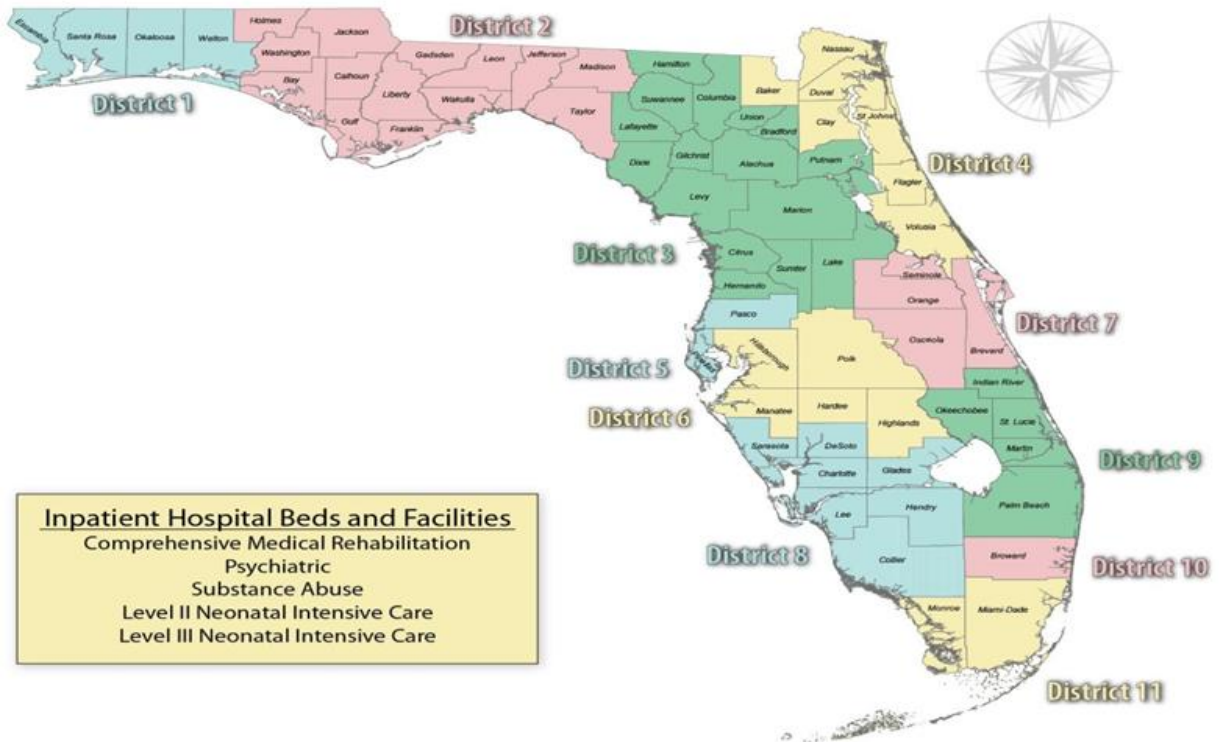 District 2
Holmes
Jackson
Escambia
Santa Rosa
Okaloosa
Walton
Washington
Gadsden
Leon
Jefferson
Madison
Hamilton
Nassau
Bay
Calhoun
Liberty
Wakulla
Taylor
Suwannee
Columbia
Baker
Duval
District 1
Gulf
Franklin
Lafayette
Union
Bradford
Clay
St Johns
Dixie
Gilchrist
Alachua
Putnam
District 4
Levy
Marion
Flagler
Volusia
District 3
Citrus
Sumter
Lake
Hernando
Seminole
Orange
Pasco
District 7
Osceola
Brevard
District 5
Pinellas
Hillsborough
Polk
Indian River
District 6
Manatee
Hardee
Highlands
Okeechobee
St. Lucie
Sarasota
DeSoto
Martin
District 9
Charlotte
Glades
Lee
Hendry
Palm Beach
District 8
Collier
Broward
District 10
Monroe
Miami-Dade
District 11
Inpatient Hospital Beds and Facilities
Comprehensive Medical Rehabilitation
Psychiatric
Substance Abuse
Level II Neonatal Intensive Care
Level III Neonatal Intensive Care